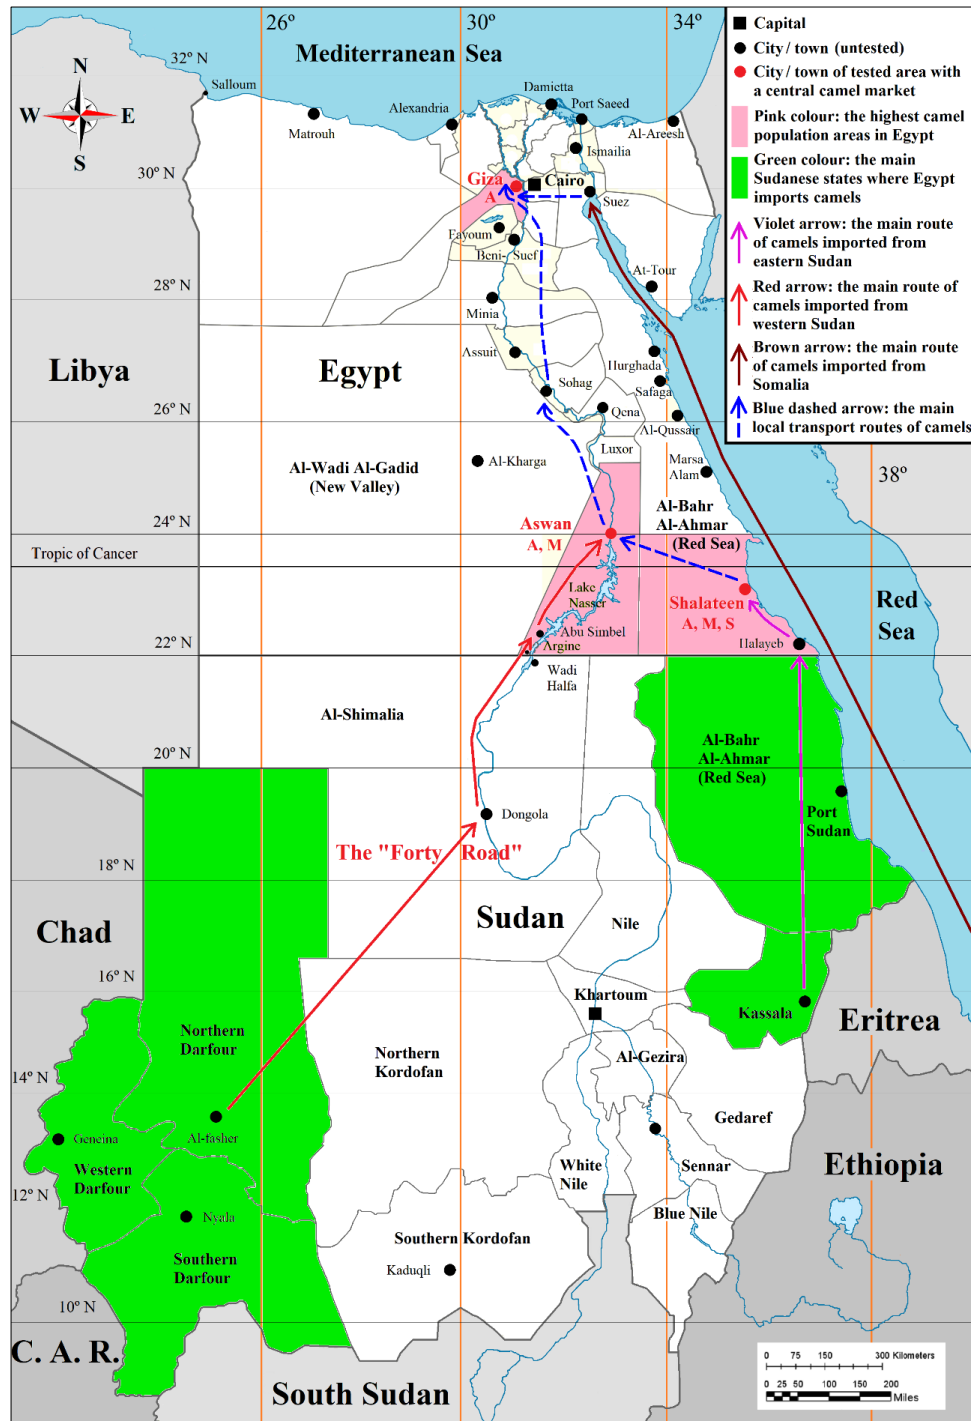 26°
30°
34°
Mediterranean Sea
32° N
N
W
E
S
Salloum
Matrouh
Alexandria
Damietta
Port Saeed
Al-Areesh
Ismailia
30° N
Giza
A
Cairo
Suez
Fayoum
Beni- Suef
At-Tour
28° N
Minia
Assuit
Hurghada
Safaga
Libya
Egypt
Sohag
Qena
Al-Qussair
26° N
Luxor
Al-Kharga
Al-Wadi Al-Gadid
(New Valley)
Marsa
Alam
38°
Al-Bahr
Al-Ahmar
(Red Sea)
24° N
Aswan
A, M
Tropic of Cancer
Lake
Nasser
Shalateen
A, M, S
Red
Sea
Abu Simbel
Argine
Halayeb
22° N
Wadi
Halfa
Al-Shimalia
Al-Bahr
Al-Ahmar
(Red Sea)
20° N
Dongola
Port
Sudan
The "Forty Road"
18° N
Chad
Sudan
Nile
16° N
Khartoum
Kassala
Eritrea
Northern
Darfour
Northern
Kordofan
Al-Gezira
14° N
Gedaref
Geneina
Al-fasher
Western
Darfour
White
Nile
Sennar
Ethiopia
12° N
Nyala
Blue Nile
Southern
Darfour
Southern Kordofan
Kaduqli
10° N
C. A. R.
South Sudan
Capital
City / town (untested)
City / town of tested area with
a central camel market
Pink colour: the highest camel
population areas in Egypt
Green colour: the main
Sudanese states where Egypt
imports camels
Violet arrow: the main route
of camels imported from
eastern Sudan
Red arrow: the main route of
camels imported from
western Sudan
Brown arrow: the main route
of camels imported from
Somalia
Blue dashed arrow: the main
local transport routes of camels
0 75 150 300 Kilometers
0 25 50 100 150 200
Miles